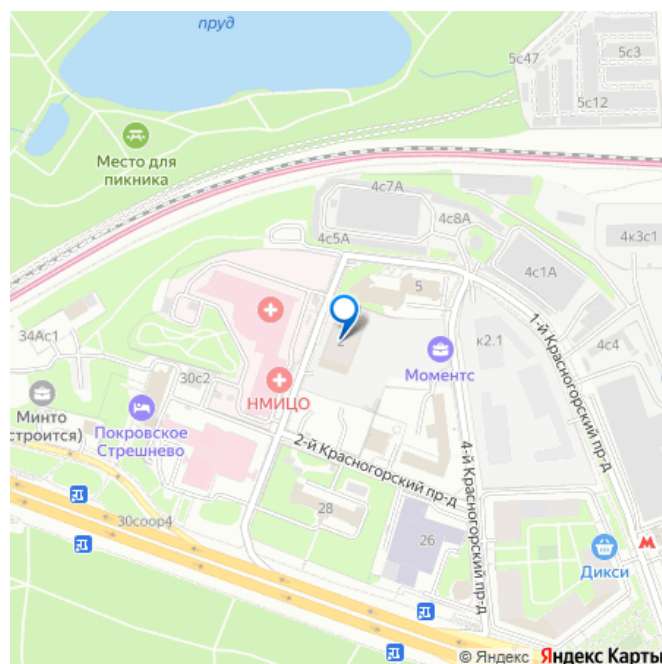 пруд
5с47
5с3
5с12
Место для
пикника
4с7А
4с8А
4с5А
4к3с1
4с1А
5
1-й Красногорский пр-д
34Ас1
2
к2.1
4с4
Моментс
30с2
НМИЦО
Минто
(строится)
Покровское
Стрешнево
2-й Красногорский пр-д
4-й Красногорский пр-д
30соор4
28
26
Дикси
М
© Яндекс Яндекс Карты